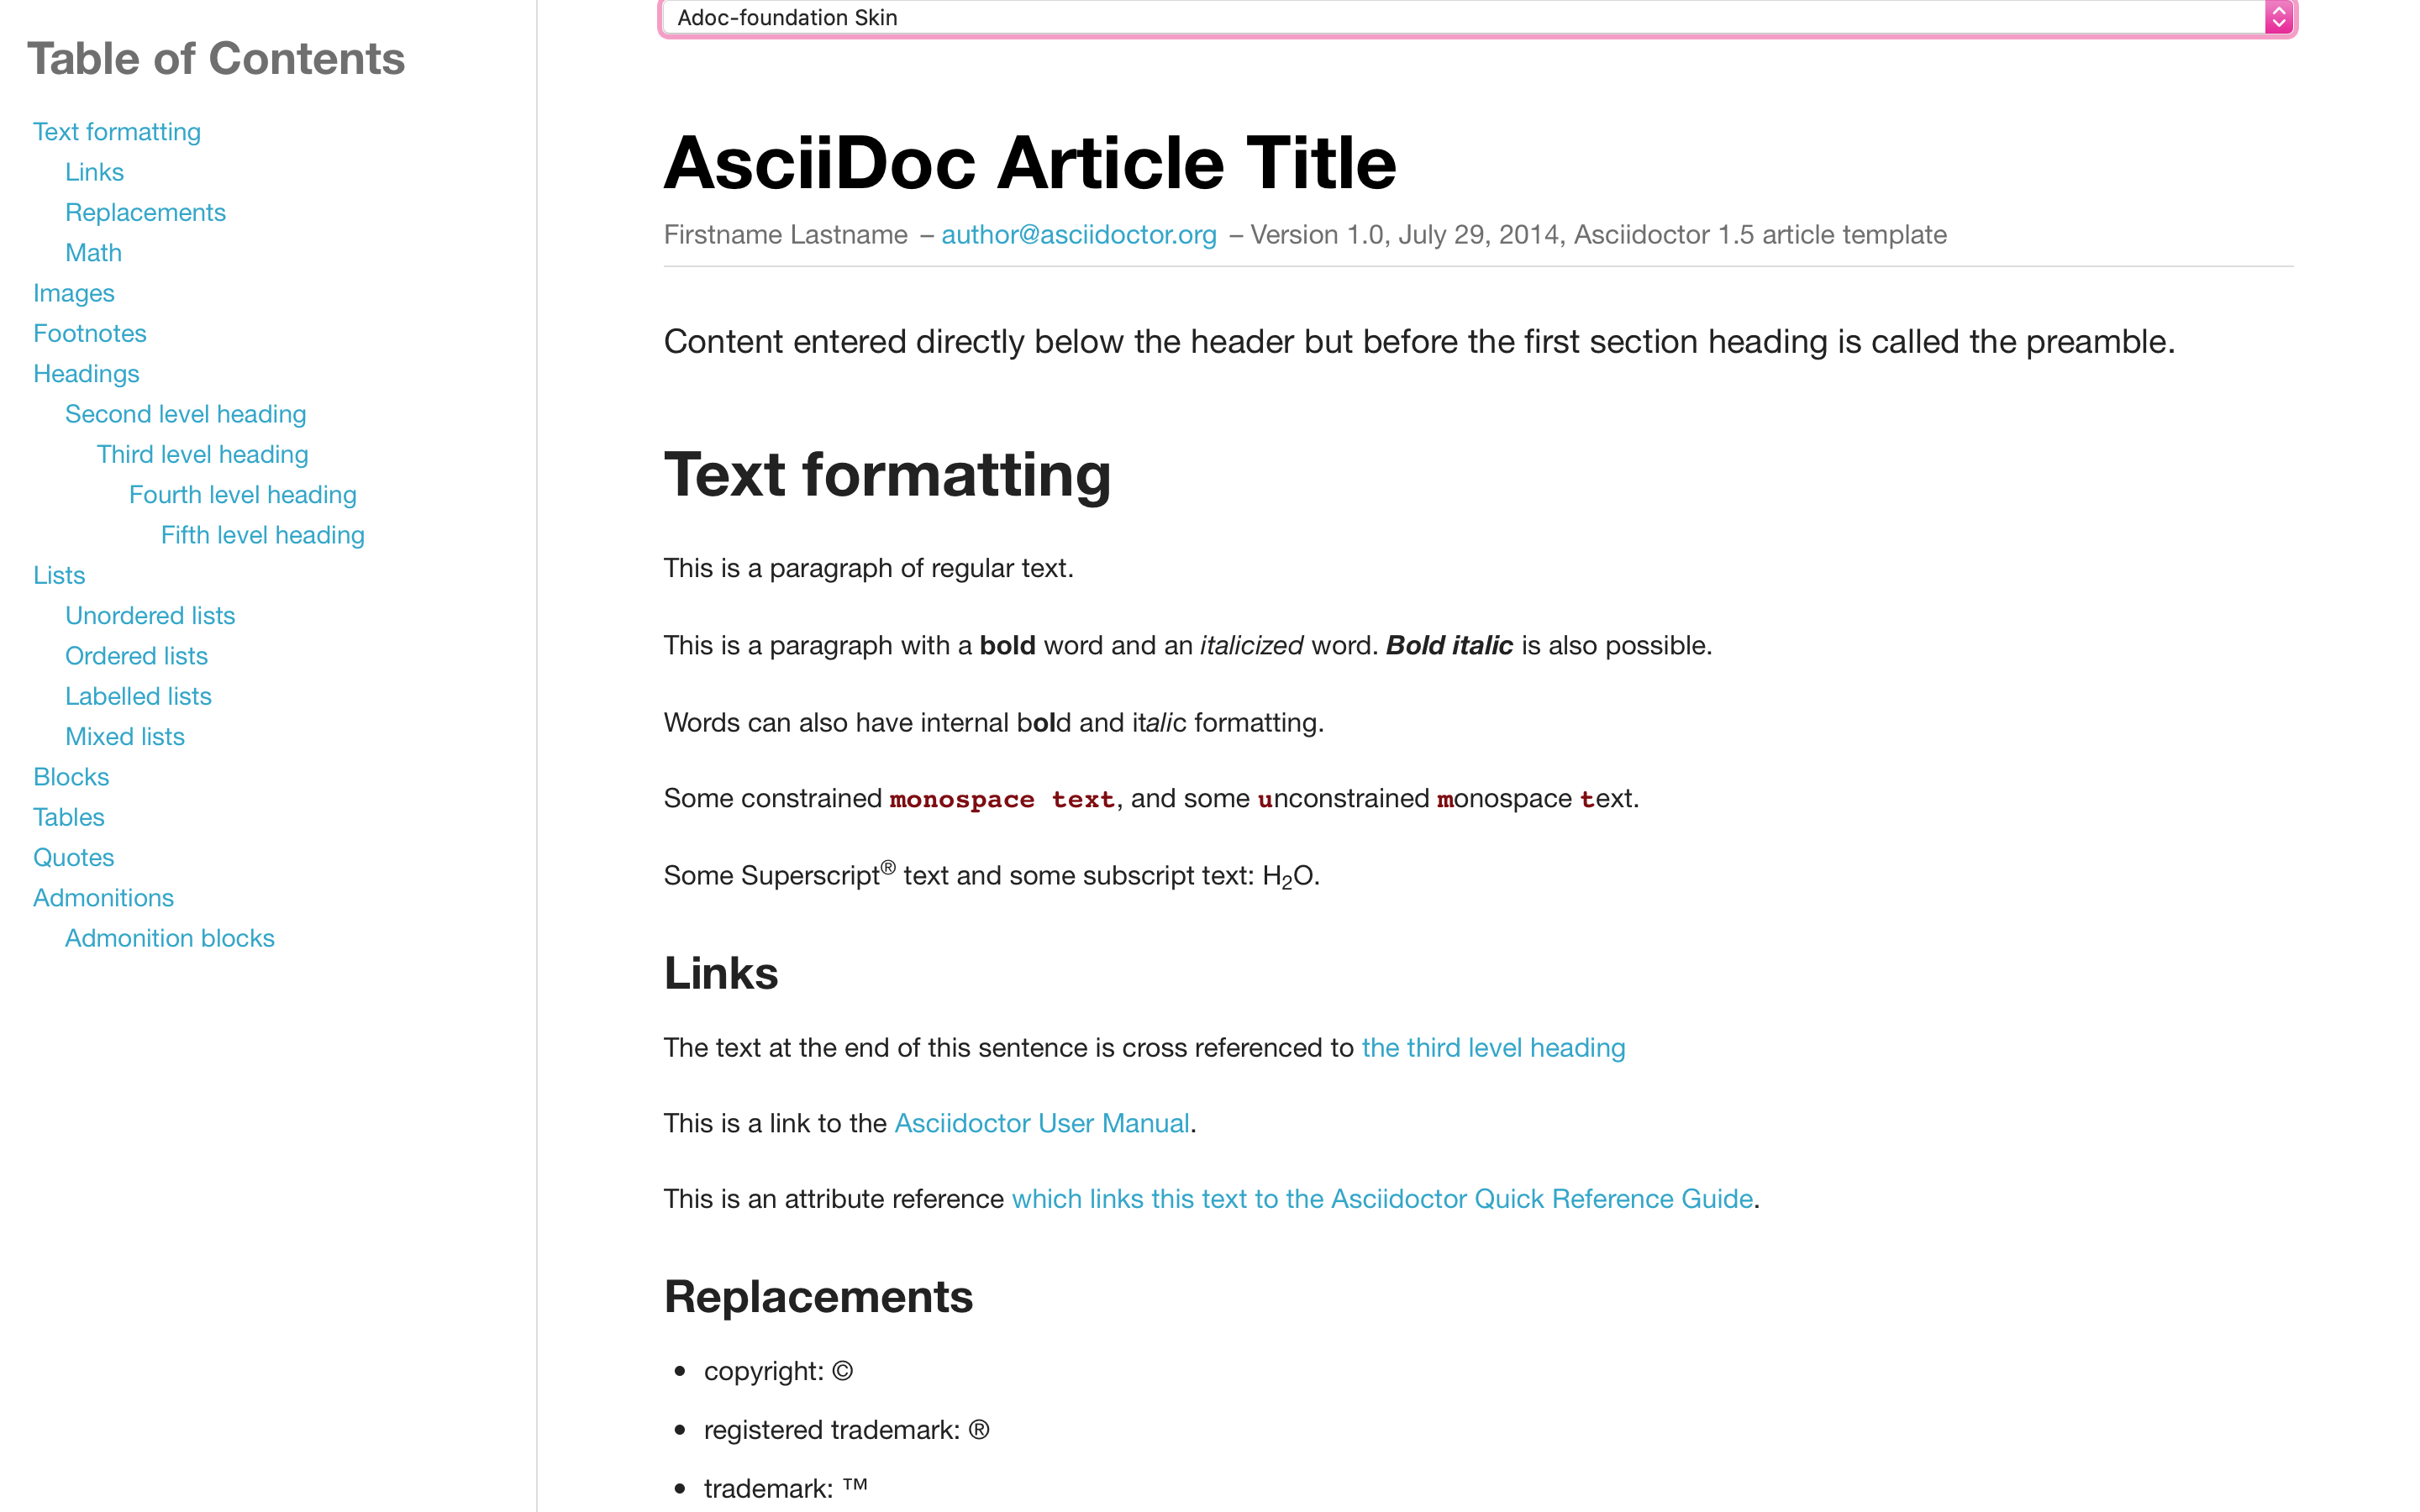 Adoc-foundation Skin
Table of Contents
Text formatting
Links
Replacements
Math
Images
Footnotes
Headings
Second level heading
Third level heading
Fourth level heading
Fifth level heading
Lists
Unordered lists
Ordered lists
Labelled lists
Mixed lists
Blocks
Tables
Quotes
Admonitions
Admonition blocks
AsciiDoc Article Title
Firstname Lastname – author@asciidoctor.org – Version 1.0, July 29, 2014, Asciidoctor 1.5 article template
Content entered directly below the header but before the first section heading is called the preamble.
Text formatting
This is a paragraph of regular text.
This is a paragraph with a bold word and an italicized word. Bold italic is also possible.
Words can also have internal bold and italic formatting.
Some constrained monospace text, and some unconstrained monospace text.
Some Superscript® text and some subscript text: H₂O.
Links
The text at the end of this sentence is cross referenced to the third level heading
This is a link to the Asciidoctor User Manual.
This is an attribute reference which links this text to the Asciidoctor Quick Reference Guide.
Replacements
• copyright: ©
• registered trademark: ®
• trademark: ™